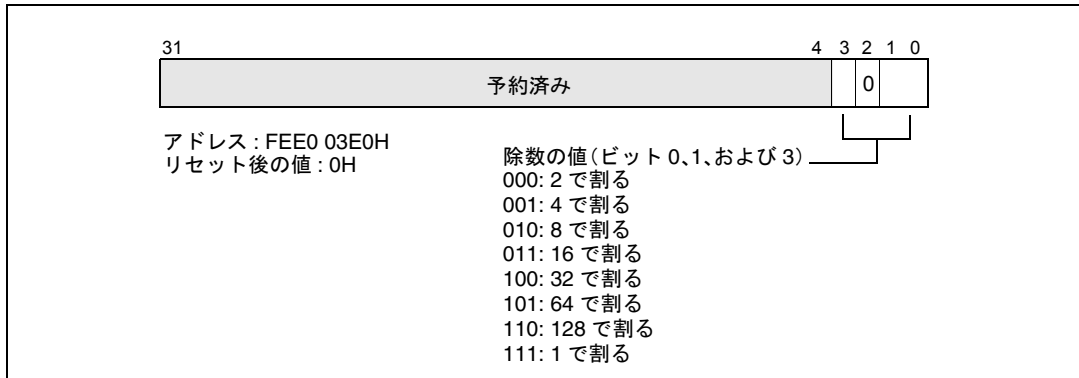 31 4 3 2 1 0
予約済み 0
アドレス : FEE0 03E0H
リセット後の値 : 0H
除数の値(ビット 0、1、および 3)
000: 2 で割る
001: 4 で割る
010: 8 で割る
011: 16 で割る
100: 32 で割る
101: 64 で割る
110: 128 で割る
111: 1 で割る